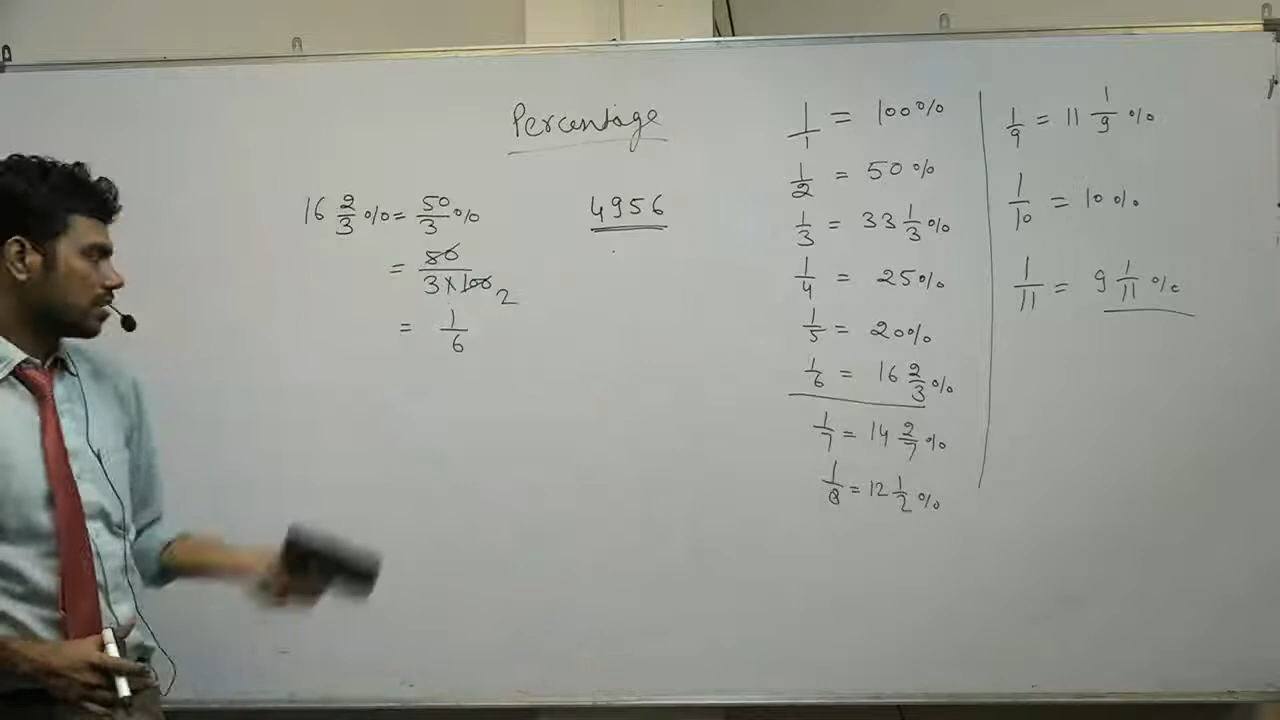 Percentage
16 2/3 % = 50/3 %
= 50/3×100 2
= 1/6
4956
1/1 = 100%
1/2 = 50%
1/3 = 33 1/3 %
1/4 = 25%
1/5 = 20%
1/6 = 16 2/3 %
1/7 = 14 2/7 %
1/8 = 12 1/2 %
1/9 = 11 1/9 %
1/10 = 10%
1/11 = 9 1/11 %